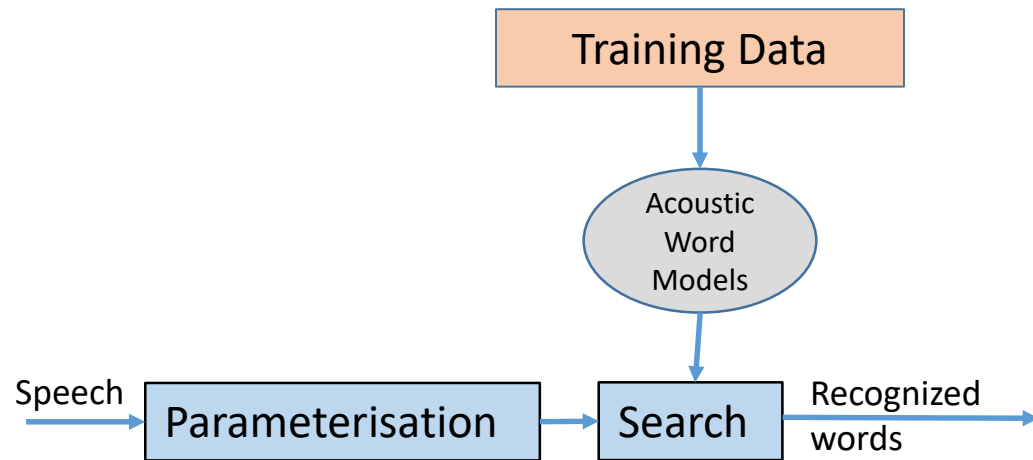 Training Data
Acoustic
Word
Models
Speech
Parameterisation
Search
Recognized
words